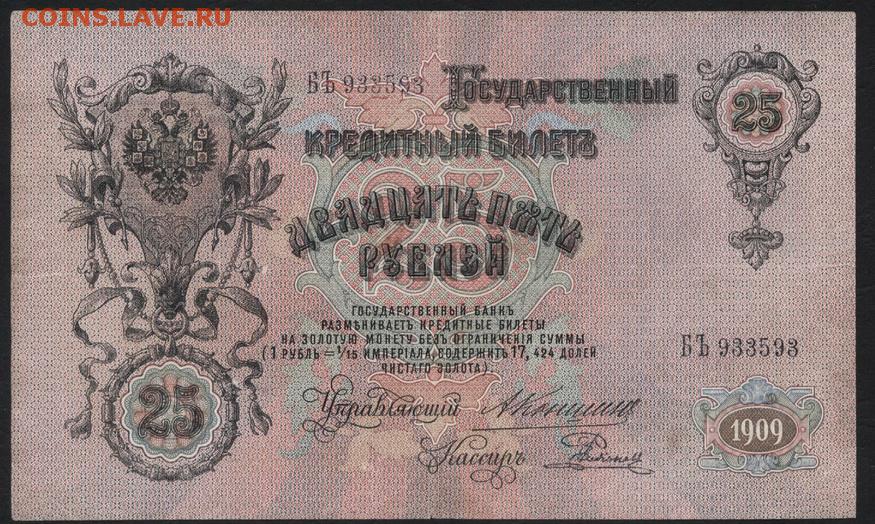 COINS.LAVE.RU
БЪ 933593
Государственный
Кредитный Билетъ
25
Двадцать пять
рублей
25
Государственный Банкъ
размѣниваетъ кредитные билеты
на золотую монету безъ ограниченія суммы
(1 рубль = 1/15 имперіала, содержитъ 17,424 долей
чистаго золота)
БЪ 933593
25
Управляющій
Кассиръ
1909